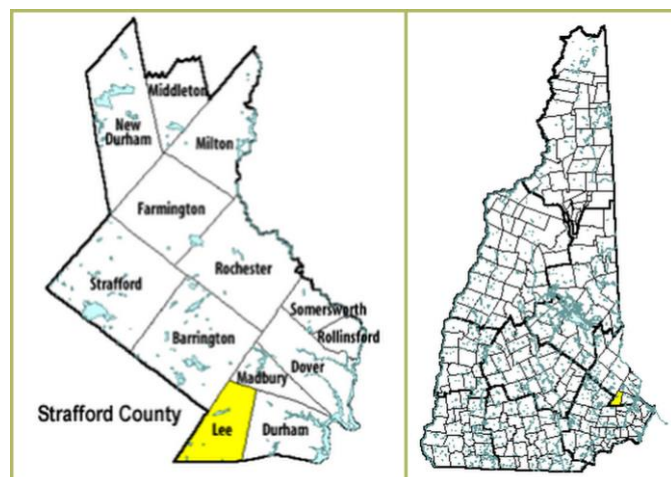 Middleton
New
Durham
Milton
Farmington
Strafford
Rochester
Somersworth
Rollinsford
Barrington
Dover
Madbury
Strafford County
Lee
Durham